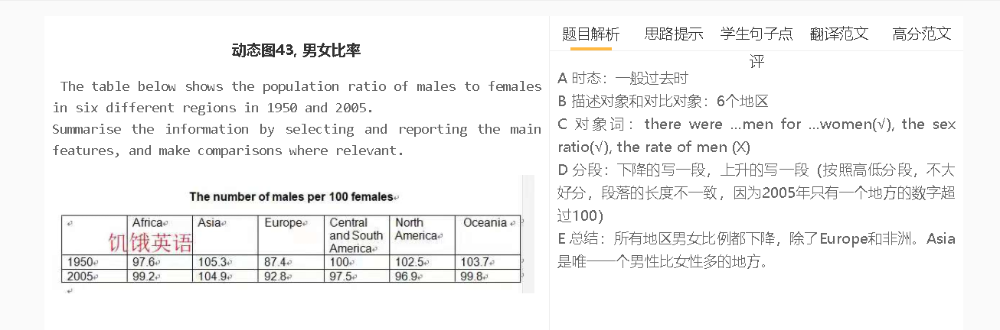 动态图43, 男女比率
The table below shows the population ratio of males to females
in six different regions in 1950 and 2005.
Summarise the information by selecting and reporting the main
features, and make comparisons where relevant.
The number of males per 100 females
Africa Asia Europe Central and South America North America Oceania
饥饿英语
1950 97.6 105.3 87.4 100 102.5 103.7
2005 99.2 104.9 92.8 97.5 96.9 99.8
题目解析 思路提示 学生句子点评 翻译范文 高分范文
A 时态：一般过去时
B 描述对象和对比对象：6个地区
C 对象词：there were ...men for ...women(√), the sex
ratio(√), the rate of men (X)
D 分段：下降的写一段，上升的写一段（按照高低分段，不大
好分，段落的长度不一致，因为2005年只有一个地方的数字超
过100)
E 总结：所有地区男女比例都下降，除了Europe和非洲。Asia
是唯一一个男性比女性多的地方。